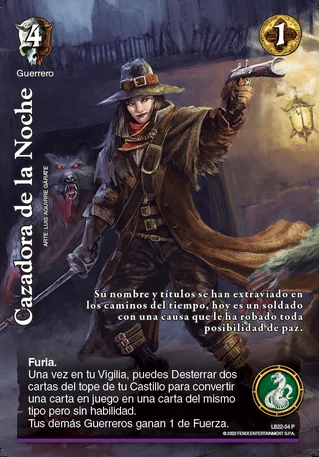 4
1
Guerrero
Cazadora de la Noche
ARTE: LUIS AGUIRRE GÁRATE
Su nombre y títulos se han extraviado en
los caminos del tiempo, hoy es un soldado
con una causa que le ha robado toda
posibilidad de paz.
Furia.
Una vez en tu Vigilia, puedes Desterrar dos
cartas del tope de tu Castillo para convertir
una carta en juego en una carta del mismo
tipo pero sin habilidad.
Tus demás Guerreros ganan 1 de Fuerza.
LB22-04 P
© 2022 FENIX ENTERTAINMENT S.P.A.